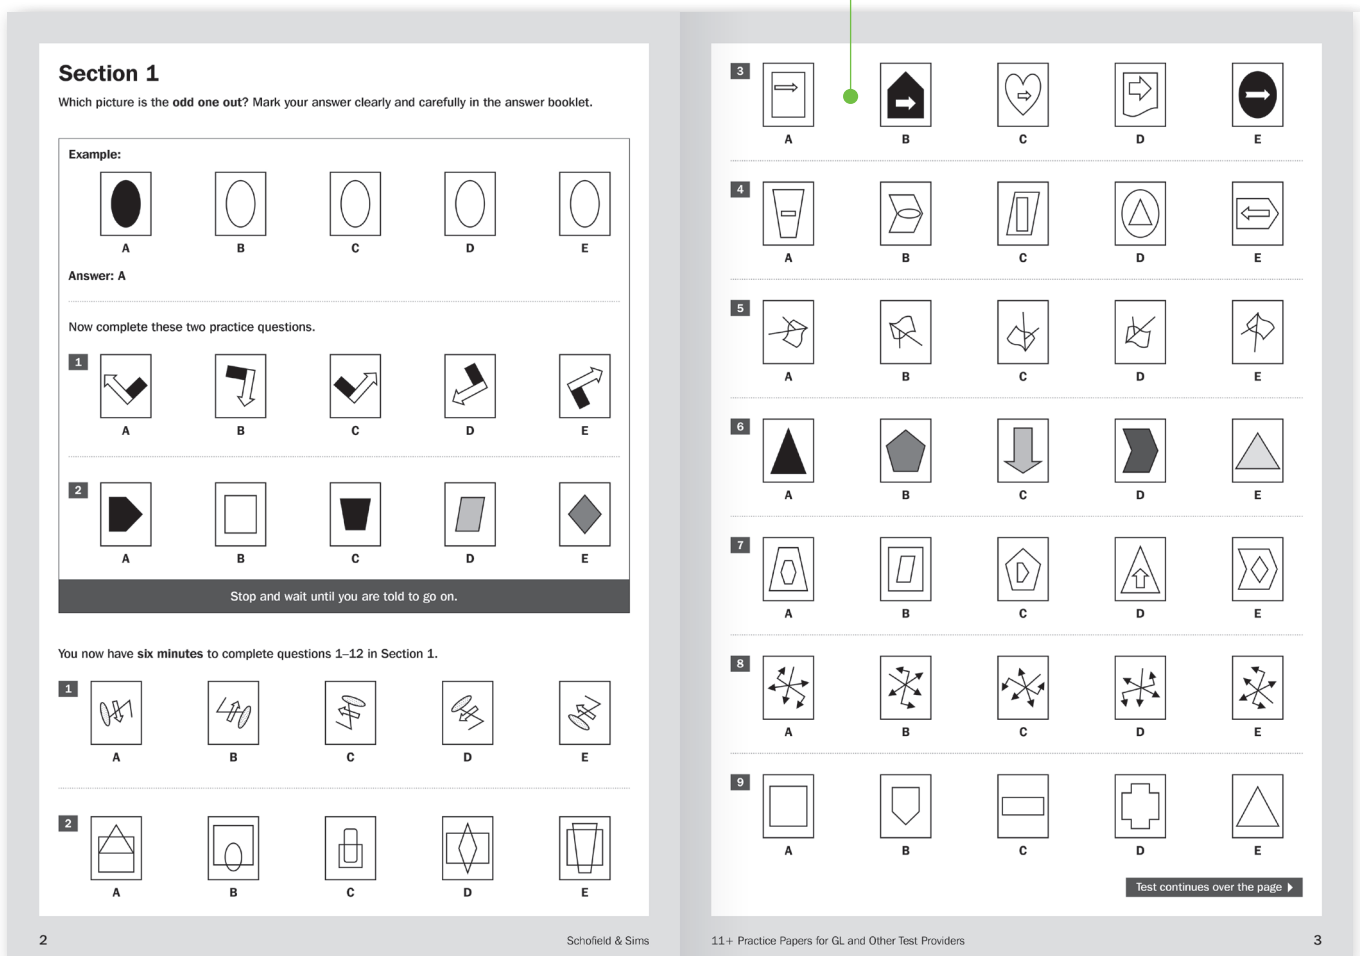 Section 1
Which picture is the odd one out? Mark your answer clearly and carefully in the answer booklet.
Example:
A B C D E
Answer: A
Now complete these two practice questions.
1
A B C D E
2
A B C D E
Stop and wait until you are told to go on.
You now have six minutes to complete questions 1–12 in Section 1.
1
A B C D E
2
A B C D E
2 Schofield & Sims
3
A B C D E
4
A B C D E
5
A B C D E
6
A B C D E
7
A B C D E
8
A B C D E
9
A B C D E
Test continues over the page
11+ Practice Papers for GL and Other Test Providers 3